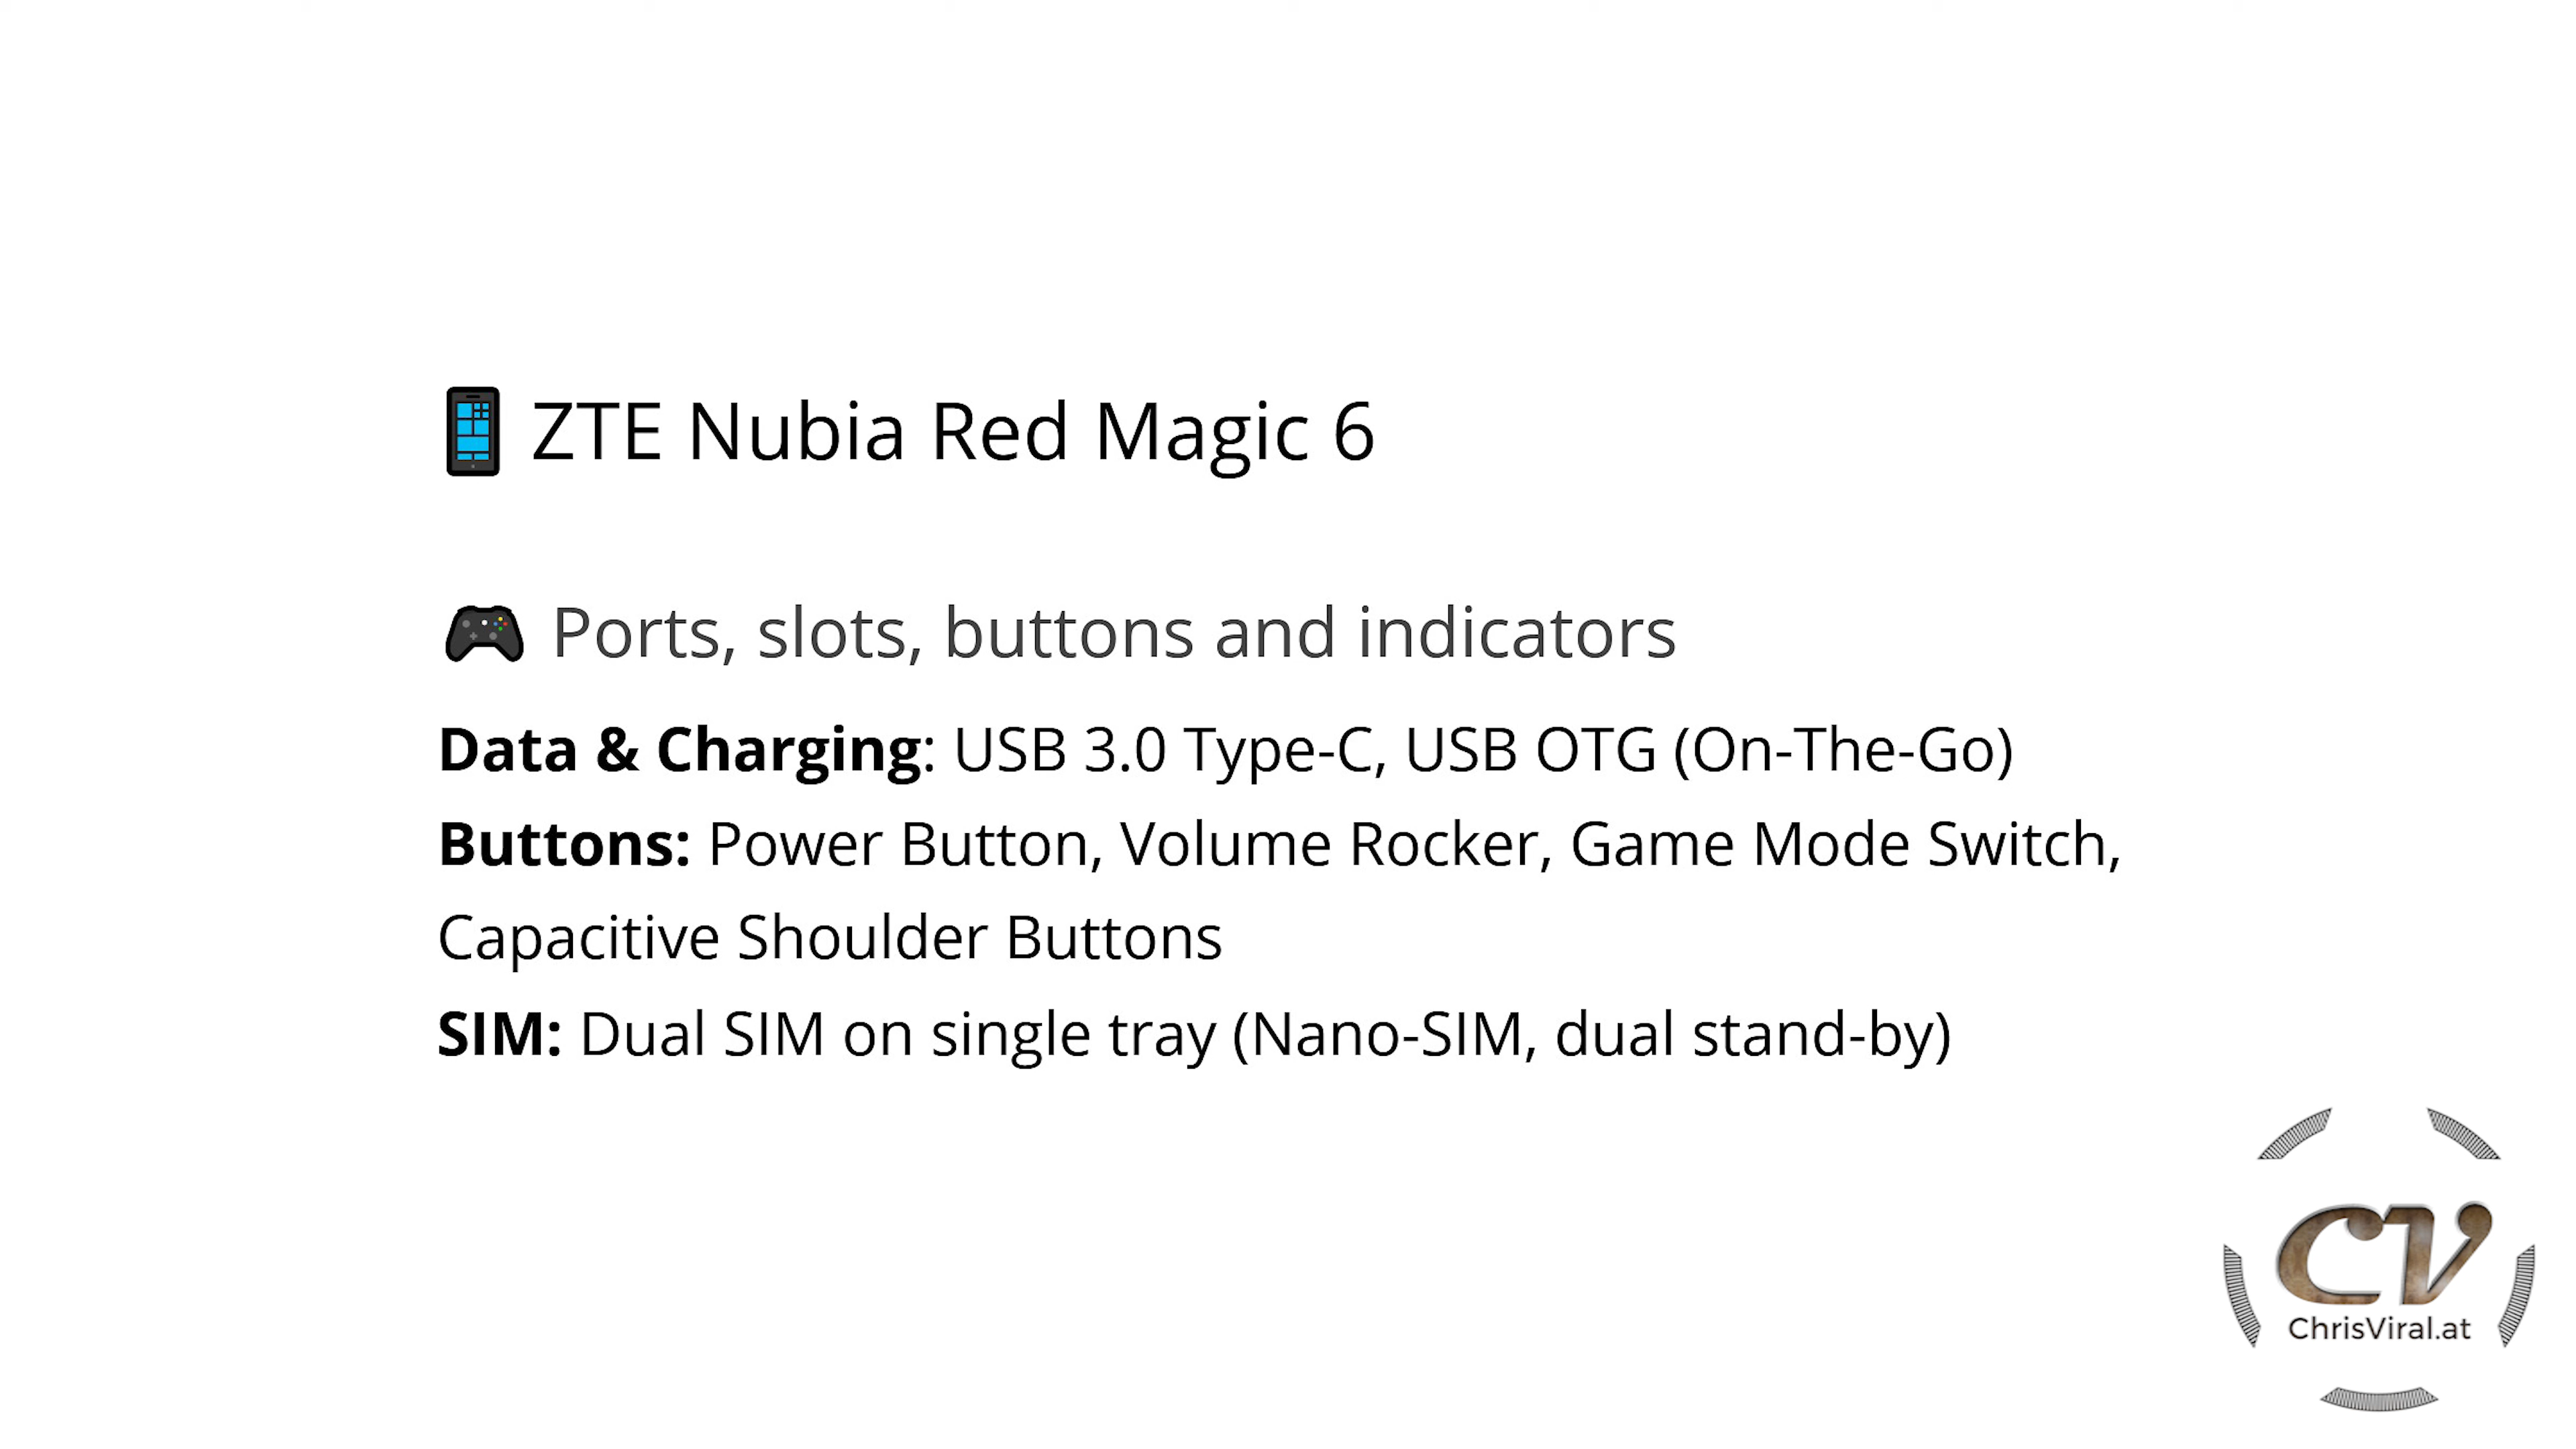 ZTE Nubia Red Magic 6
Ports, slots, buttons and indicators
Data & Charging: USB 3.0 Type-C, USB OTG (On-The-Go)
Buttons: Power Button, Volume Rocker, Game Mode Switch,
Capacitive Shoulder Buttons
SIM: Dual SIM on single tray (Nano-SIM, dual stand-by)
CV
ChrisViral.at